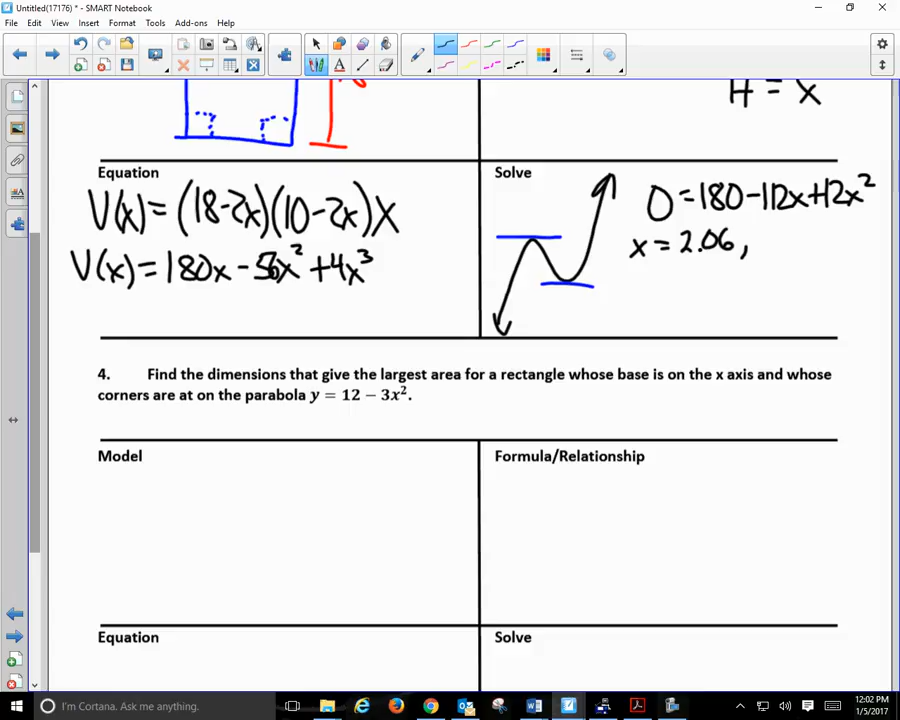 Untitled(17176) * - SMART Notebook
File Edit View Insert Format Tools Add-ons Help
H = x
Equation
V(x) = (18-2x)(10-2x)x
V(x) = 180x - 56x² + 4x³
Solve
0 = 180 - 112x + 12x²
x = 2.06,
4. Find the dimensions that give the largest area for a rectangle whose base is on the x axis and whose
corners are at on the parabola y = 12 − 3x².
Model
Formula/Relationship
Equation
Solve
I'm Cortana. Ask me anything.
12:02 PM
1/5/2017